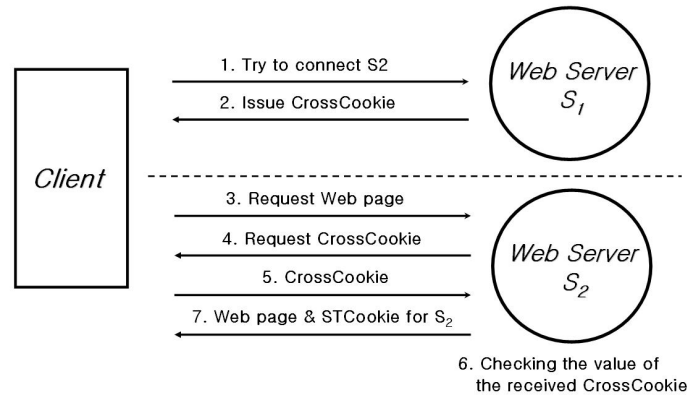 1. Try to connect S2
2. Issue CrossCookie
Web Server
S1
Client
3. Request Web page
4. Request CrossCookie
5. CrossCookie
7. Web page & STCookie for S2
Web Server
S2
6. Checking the value of
the received CrossCookie